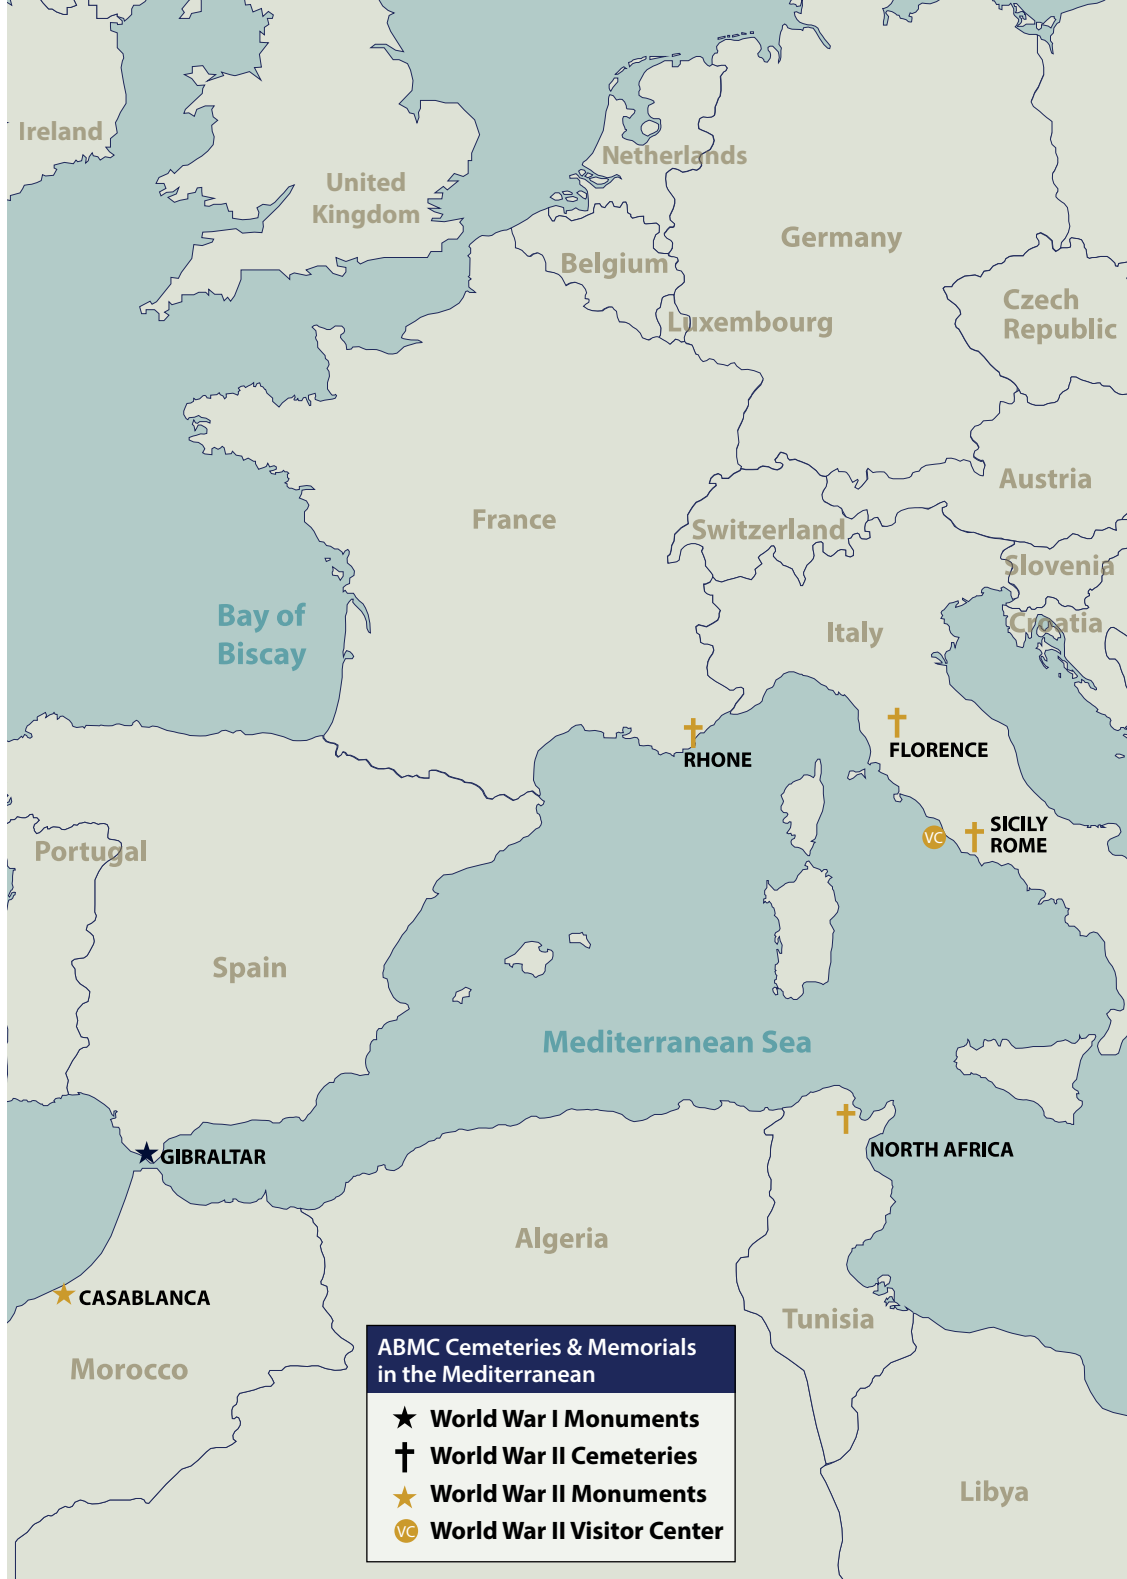 Ireland
United
Kingdom
Netherlands
Germany
Belgium
Luxembourg
Czech
Republic
Austria
France
Switzerland
Slovenia
Croatia
Italy
Bay of
Biscay
RHONE
FLORENCE
VC
SICILY
ROME
Portugal
Spain
Mediterranean Sea
GIBRALTAR
NORTH AFRICA
Algeria
CASABLANCA
Tunisia
Morocco
ABMC Cemeteries & Memorials
in the Mediterranean
World War I Monuments
World War II Cemeteries
World War II Monuments
VC World War II Visitor Center
Libya